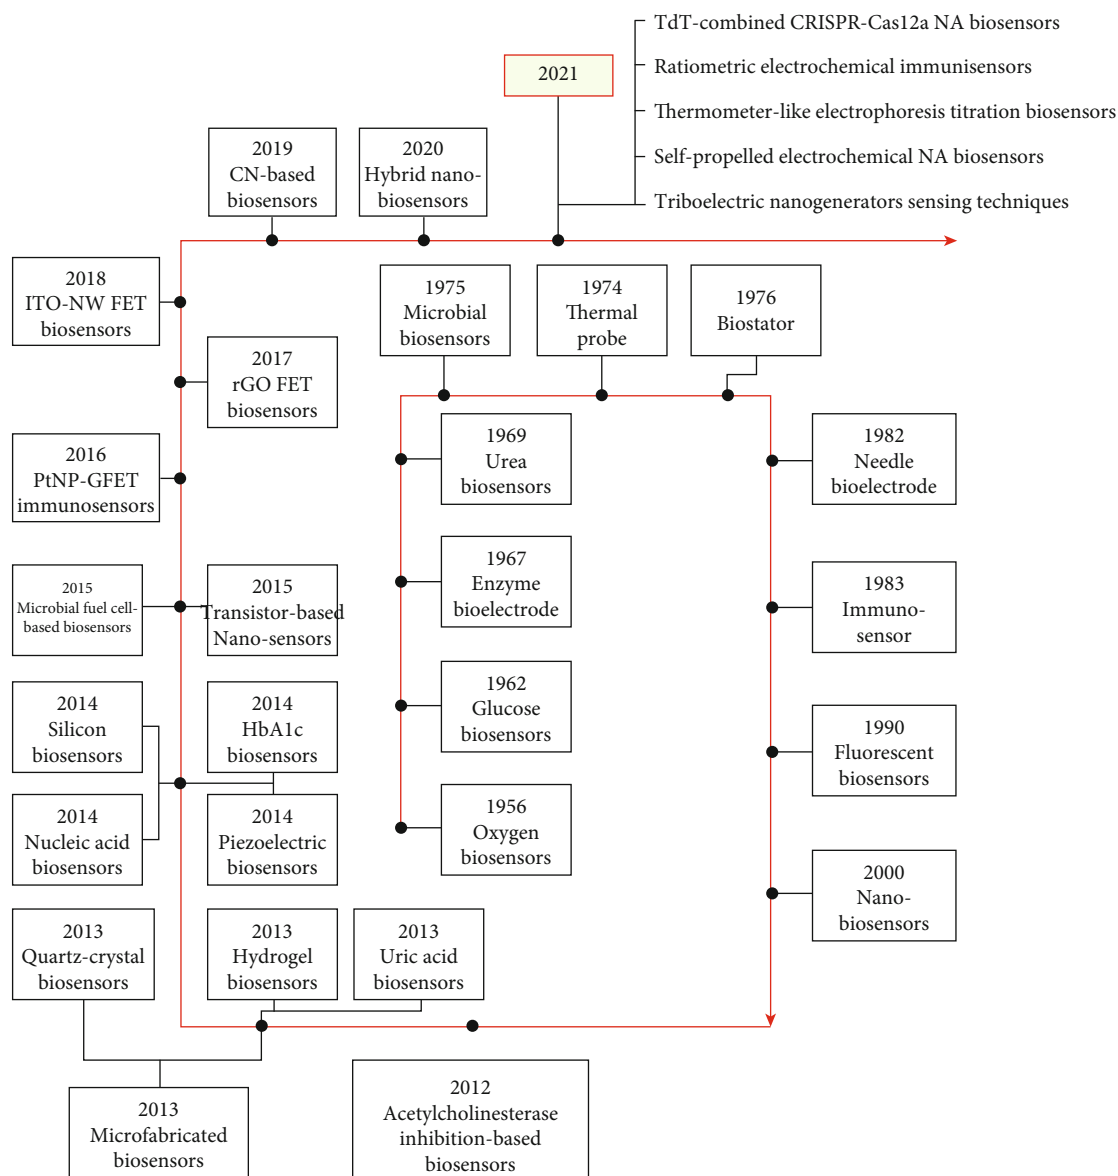 TdT-combined CRISPR-Cas12a NA biosensors
2021
Ratiometric electrochemical immunisensors
Thermometer-like electrophoresis titration biosensors
Self-propelled electrochemical NA biosensors
Triboelectric nanogenerators sensing techniques
2019
CN-based
biosensors
2020
Hybrid nano-
biosensors
2018
ITO-NW FET
biosensors
1975
Microbial
biosensors
1974
Thermal
probe
1976
Biostator
2017
rGO FET
biosensors
2016
PtNP-GFET
immunosensors
1969
Urea
biosensors
1982
Needle
bioelectrode
2015
Microbial fuel cell-
based biosensors
2015
Transistor-based
Nano-sensors
1967
Enzyme
bioelectrode
1983
Immuno-
sensor
2014
Silicon
biosensors
2014
HbA1c
biosensors
1962
Glucose
biosensors
1990
Fluorescent
biosensors
2014
Nucleic acid
biosensors
2014
Piezoelectric
biosensors
1956
Oxygen
biosensors
2000
Nano-
biosensors
2013
Quartz-crystal
biosensors
2013
Hydrogel
biosensors
2013
Uric acid
biosensors
2013
Microfabricated
biosensors
2012
Acetylcholinesterase
inhibition-based
biosensors